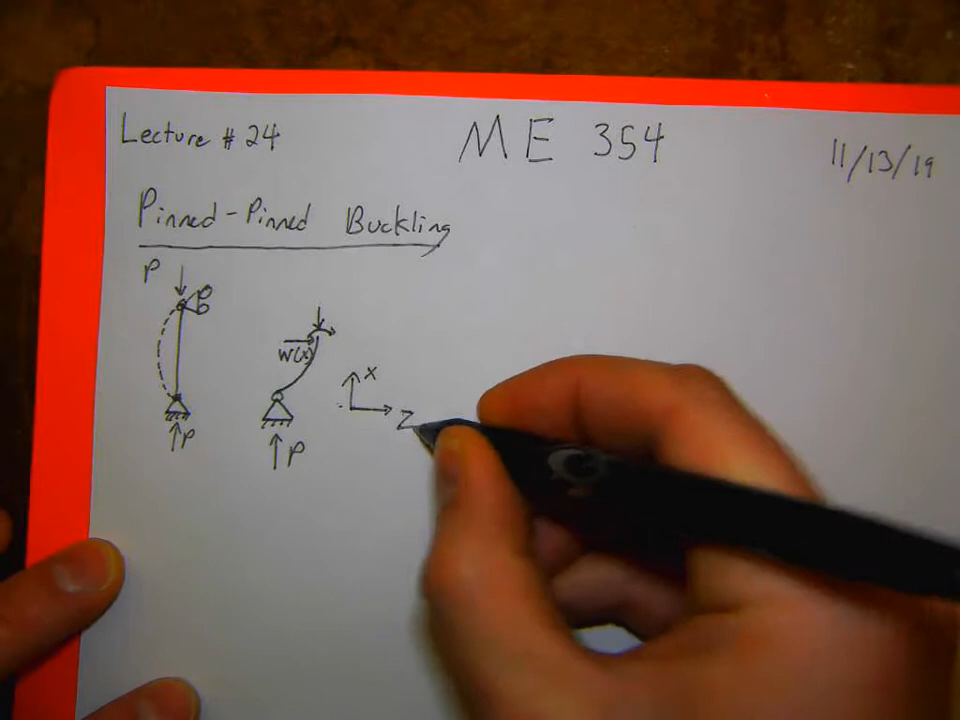 Lecture # 24 ME 354 11/13/19
Pinned-Pinned Buckling
P
W(x)
X
Z
P
P